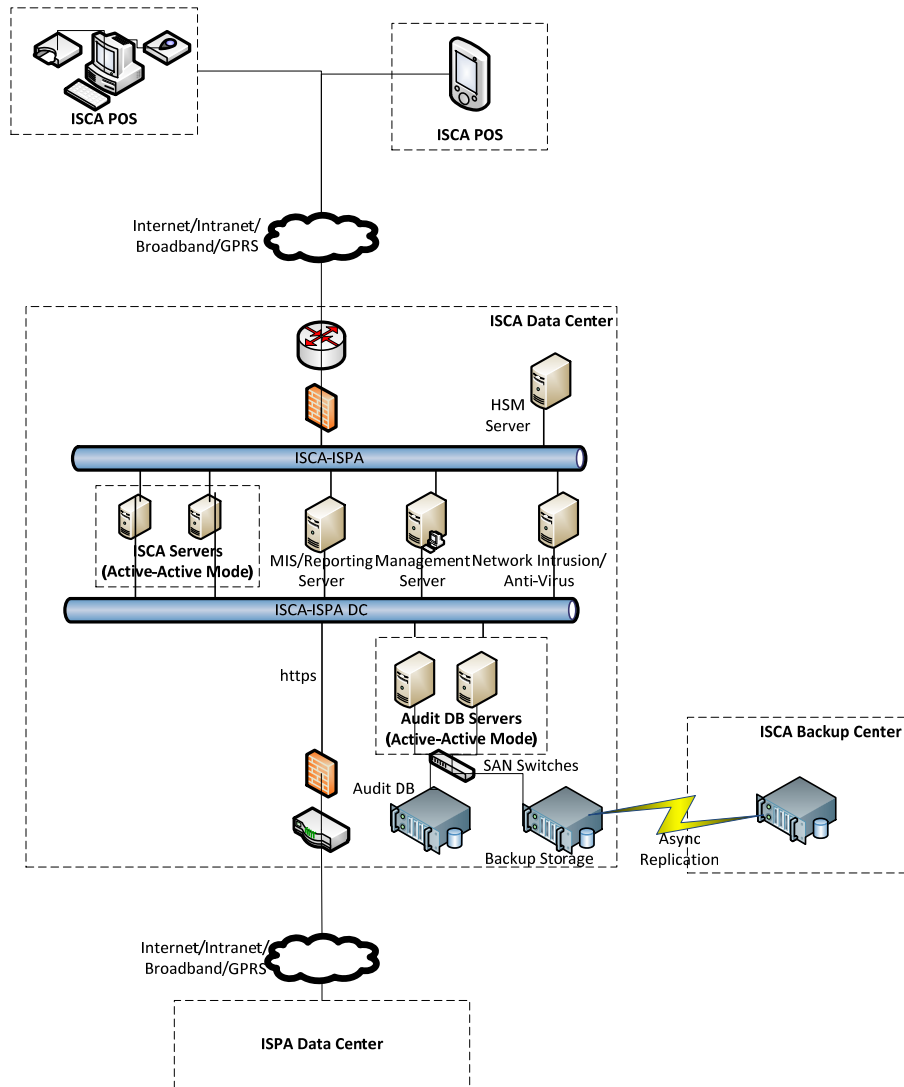 ISCA POS
ISCA POS
Internet/Intranet/
Broadband/GPRS
ISCA Data Center
HSM
Server
ISCA-ISPA
ISCA Servers
(Active-Active Mode)
MIS/Reporting
Server
Management
Server
Network Intrusion/
Anti-Virus
ISCA-ISPA DC
https
Audit DB Servers
(Active-Active Mode)
SAN Switches
Audit DB
Backup Storage
ISCA Backup Center
Async
Replication
Internet/Intranet/
Broadband/GPRS
ISPA Data Center